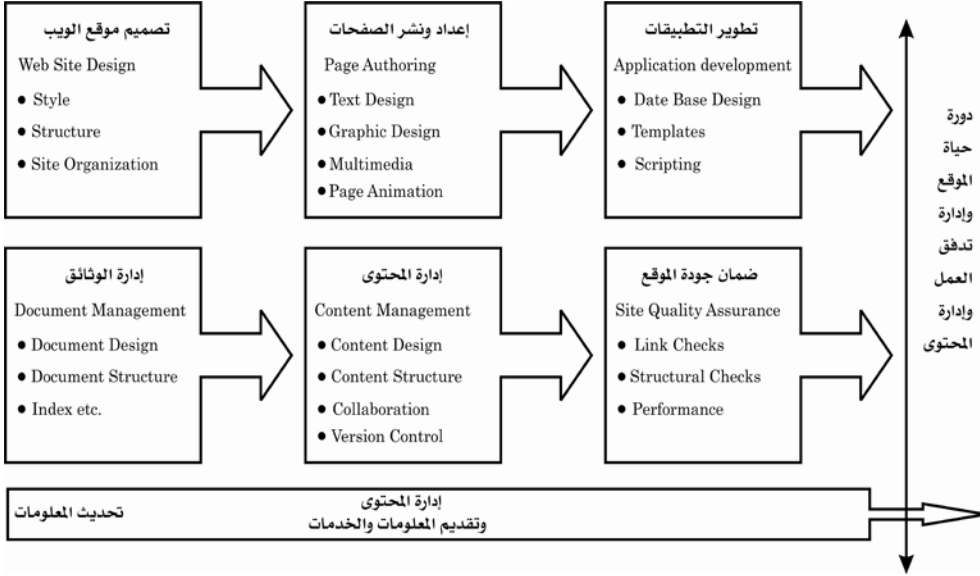 تصميم موقع الويب
Web Site Design
• Style
• Structure
• Site Organization
إعداد ونشر الصفحات
Page Authoring
• Text Design
• Graphic Design
• Multimedia
• Page Animation
تطوير التطبيقات
Application development
• Date Base Design
• Templates
• Scripting
إدارة الوثائق
Document Management
• Document Design
• Document Structure
• Index etc.
إدارة المحتوى
Content Management
• Content Design
• Content Structure
• Collaboration
• Version Control
ضمان جودة الموقع
Site Quality Assurance
• Link Checks
• Structural Checks
• Performance
دورة
حياة
الموقع
وإدارة
تدفق
العمل
وإدارة
المحتوى
تحديث المعلومات
إدارة المحتوى
وتقديم المعلومات والخدمات